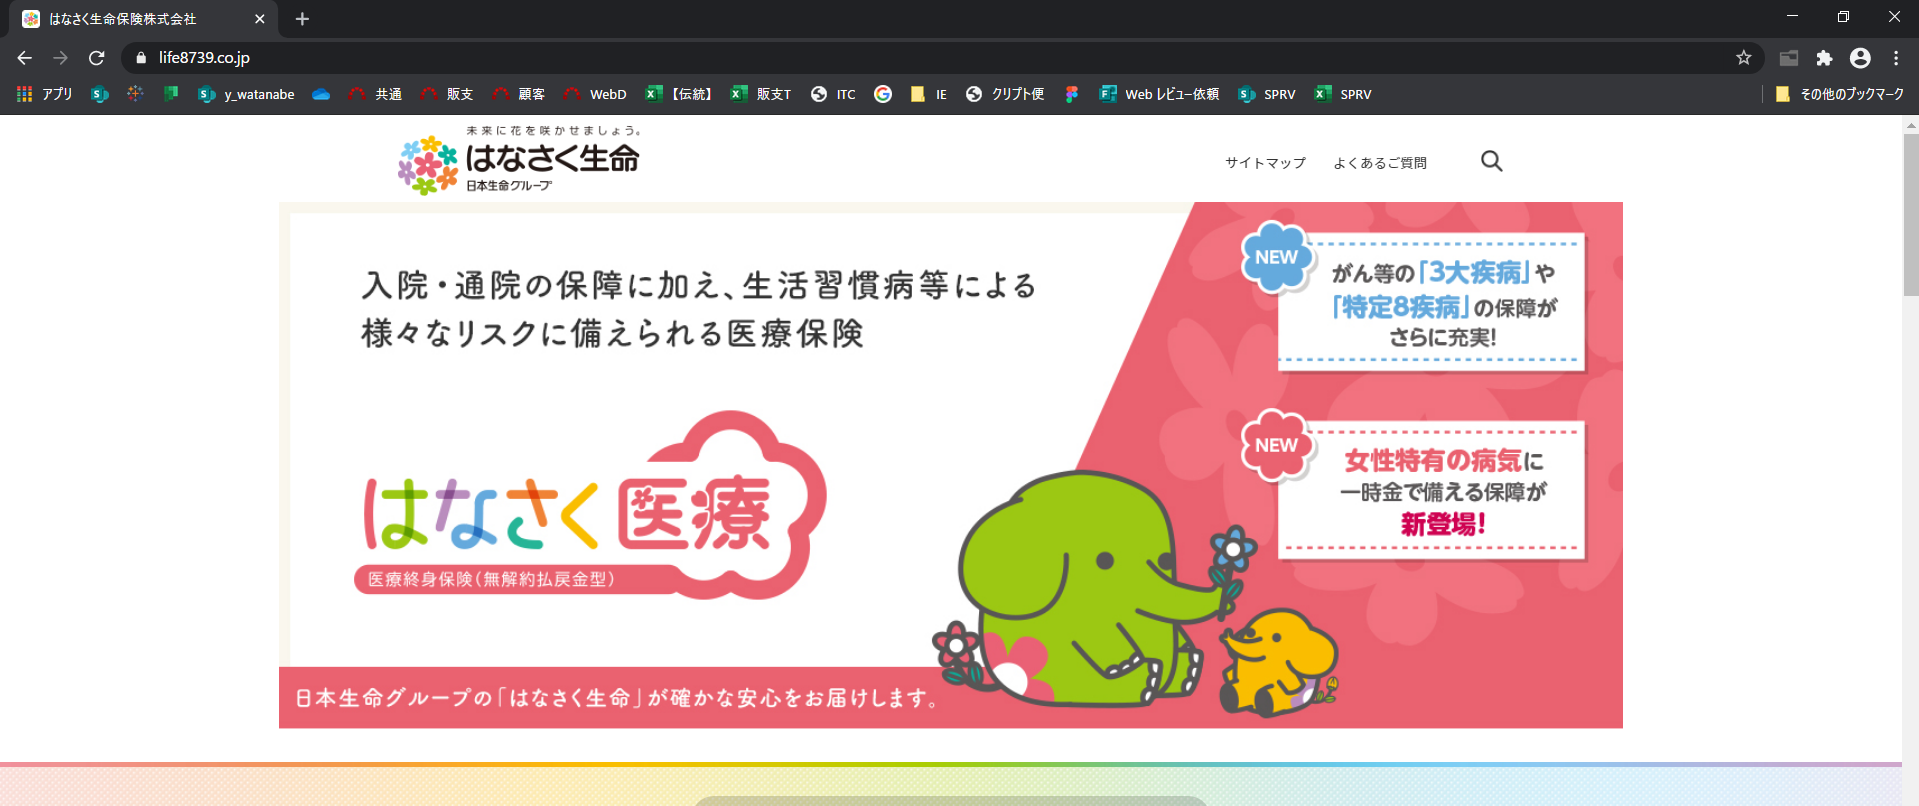 はなさく生命保険株式会社
life8739.co.jp
アプリ
y_watanabe
共通
販支
顧客
WebD
【伝統】
販支T
ITC
IE
クリプト便
Web レビュー依頼
SPRV
SPRV
その他のブックマーク
未来に花を咲かせましょう。
はなさく生命
日本生命グループ
サイトマップ
よくあるご質問
入院・通院の保障に加え、生活習慣病等による
様々なリスクに備えられる医療保険
はなさく医療
医療終身保険（無解約払戻金型）
NEW
がん等の「3大疾病」や
「特定8疾病」の保障が
さらに充実!
NEW
女性特有の病気に
一時金で備える保障が
新登場!
日本生命グループの「はなさく生命」が確かな安心をお届けします。